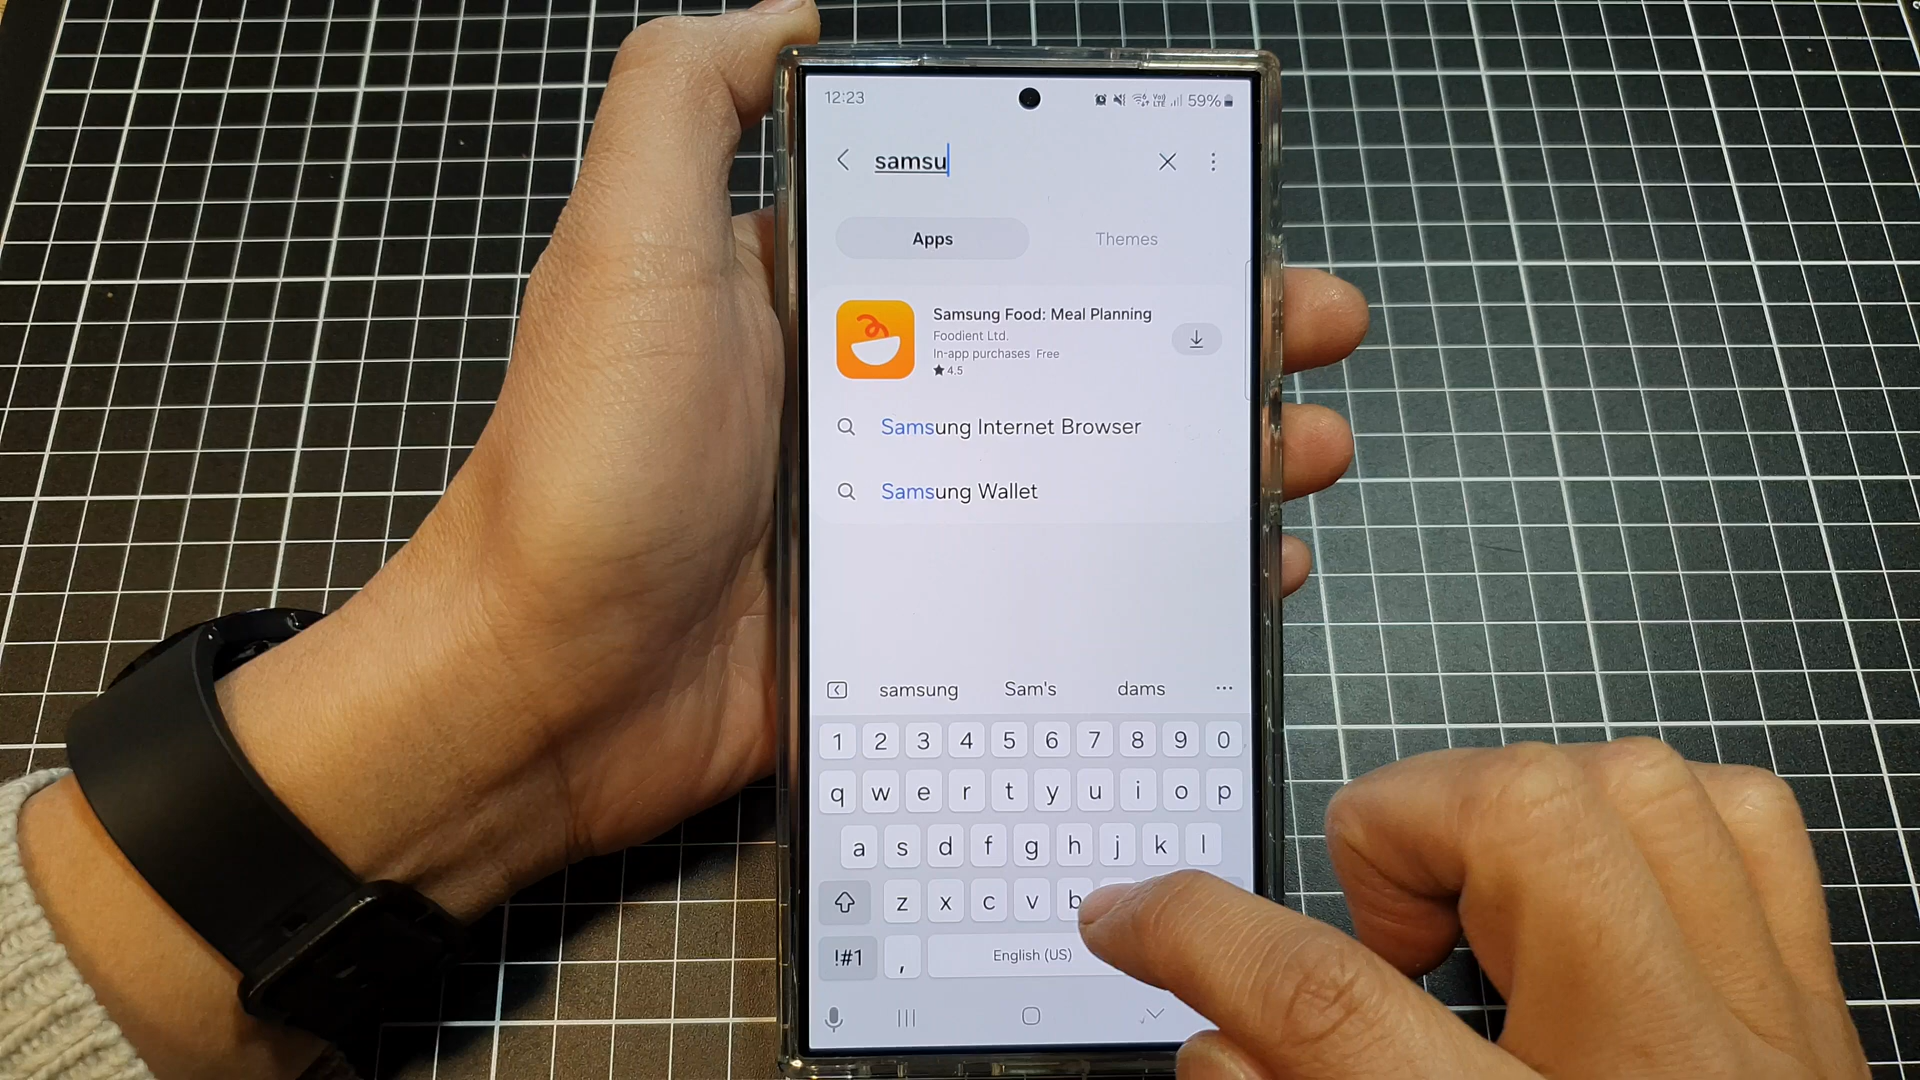 12:23
Vo) LTE 59%
samsu
Apps Themes
Samsung Food: Meal Planning
Foodient Ltd.
In-app purchases Free
4.5
Samsung Internet Browser
Samsung Wallet
samsung Sam's dams ...
1 2 3 4 5 6 7 8 9 0
q w e r t y u i o p
a s d f g h j k l
z x c v b
!#1 , English (US)